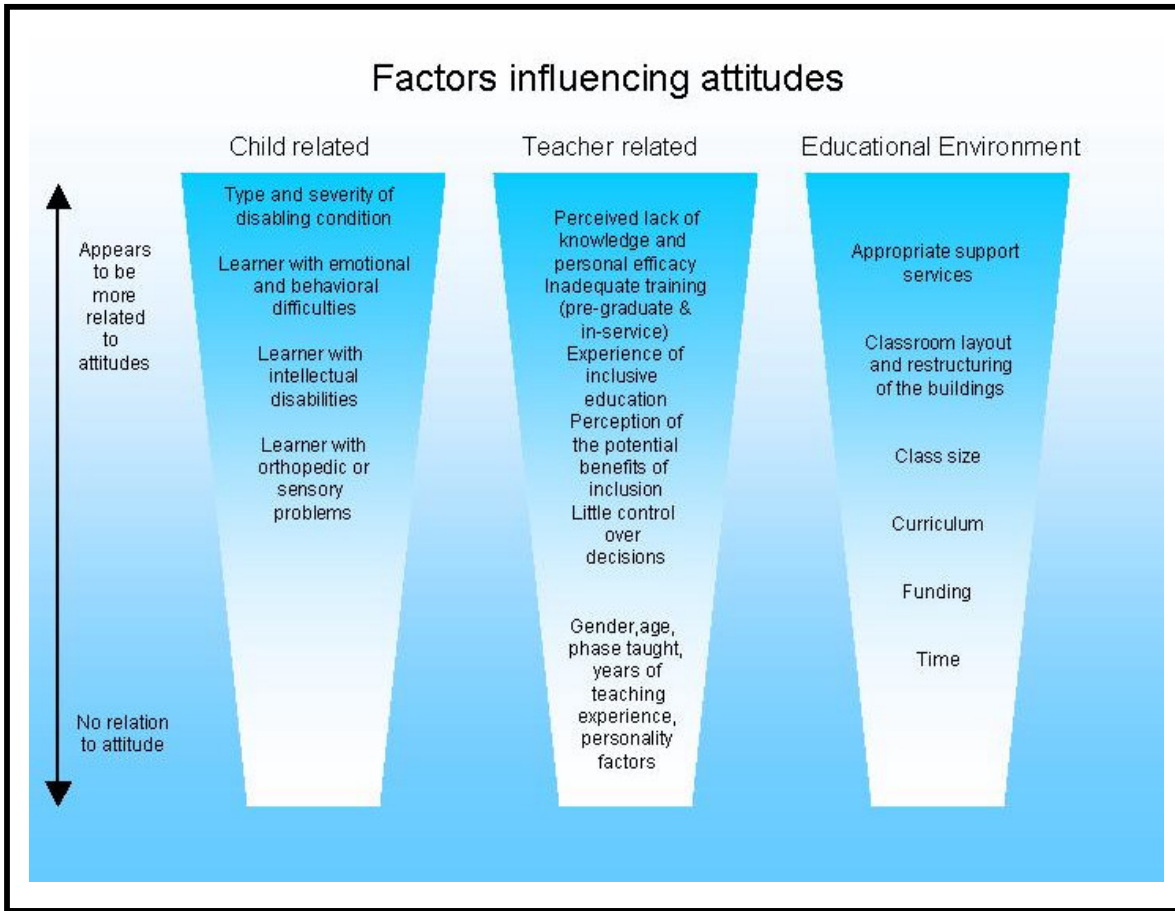 Factors influencing attitudes
Child related
Teacher related
Educational Environment
Appears
to be
more
related
to
attitudes
No relation
to attitude
Type and severity of
disabling condition
Learner with emotional
and behavioral
difficulties
Learner with
intellectual
disabilities
Learner with
orthopedic or
sensory
problems
Perceived lack of
knowledge and
personal efficacy
Inadequate training
(pre-graduate &
in-service)
Experience of
inclusive
education
Perception of
the potential
benefits of
inclusion
Little control
over
decisions
Gender,age,
phase taught,
years of
teaching
experience,
personality
factors
Appropriate support
services
Classroom layout
and restructuring
of the buildings
Class size
Curriculum
Funding
Time